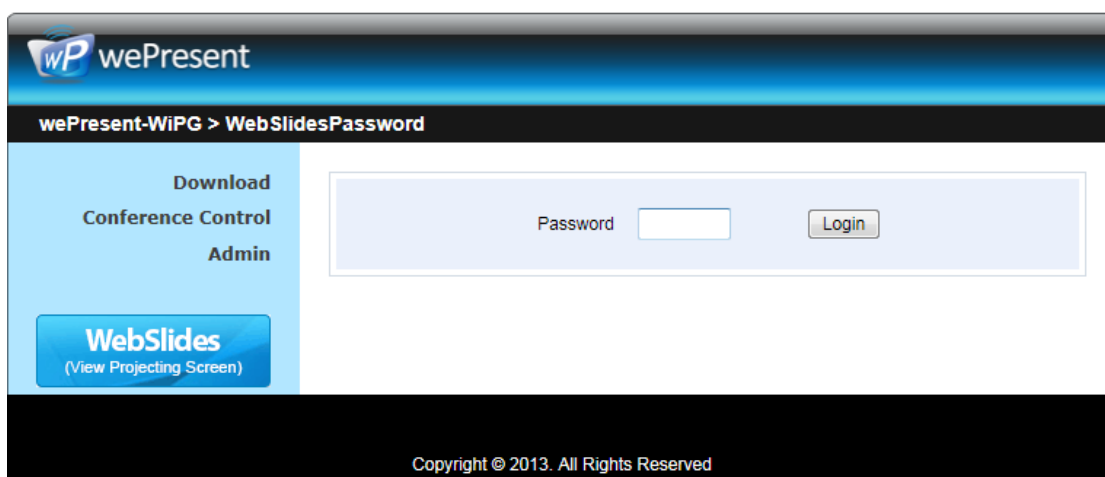 wP wePresent
wePresent-WiPG > WebSlidesPassword
Download
Conference Control
Admin
WebSlides
(View Projecting Screen)
Password
Login
Copyright © 2013. All Rights Reserved